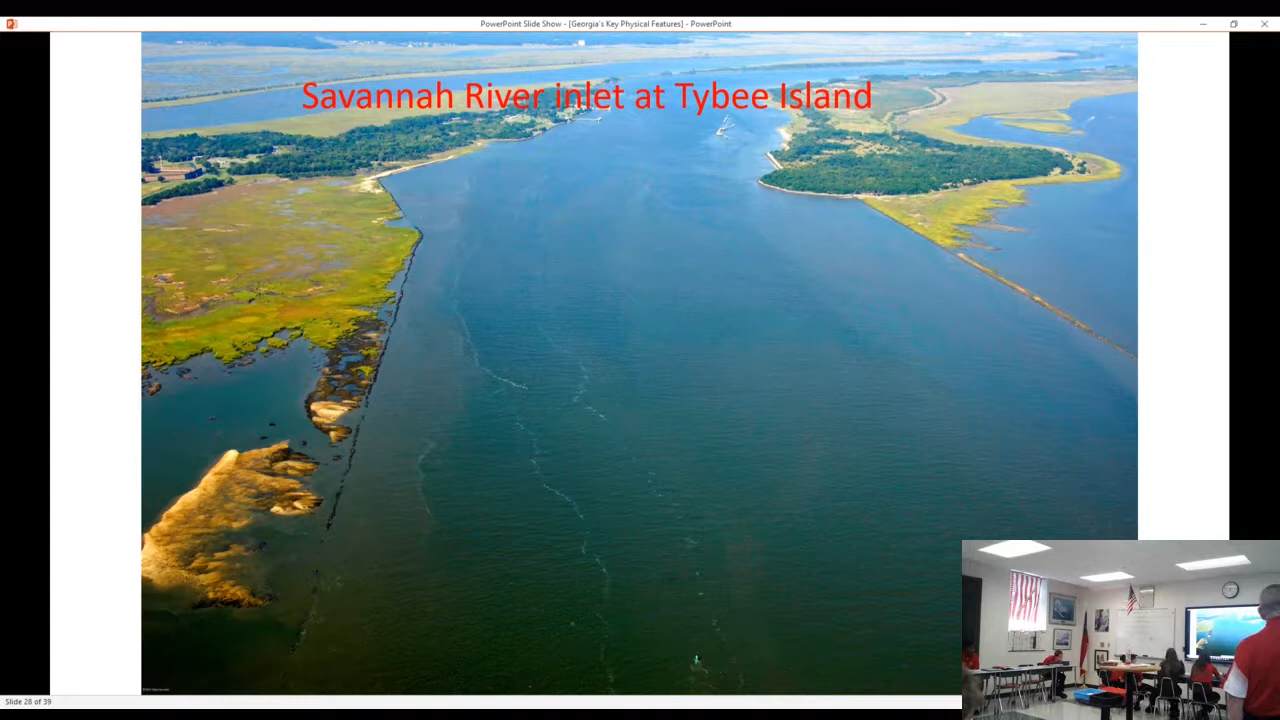 PowerPoint Slide Show - [Georgia's Key Physical Features] - PowerPoint
Savannah River inlet at Tybee Island
Slide 28 of 39